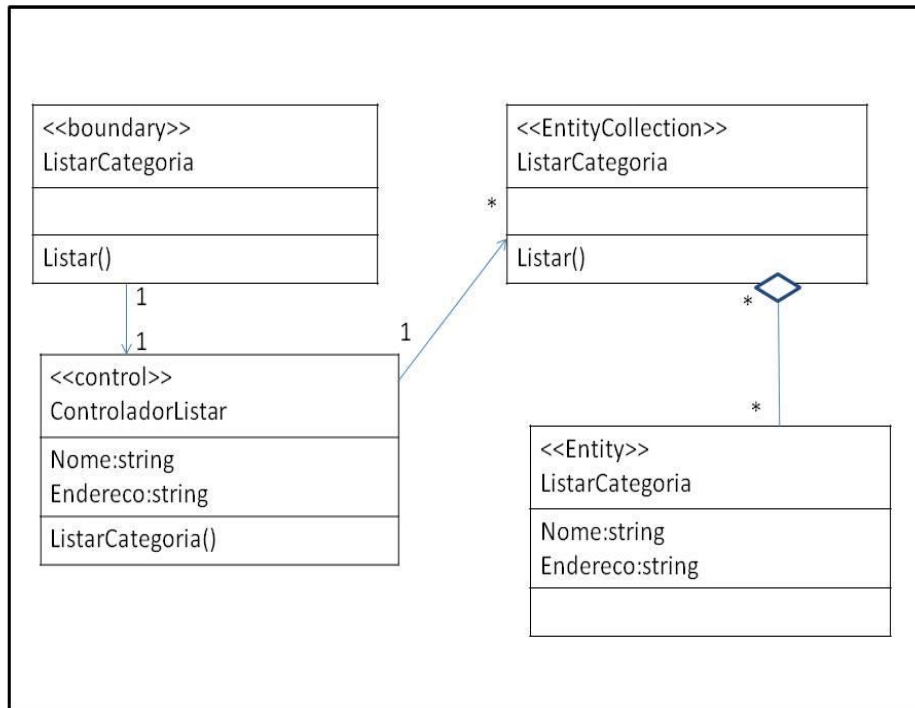 <<boundary>>
ListarCategoria
Listar()
1
1
<<control>>
ControladorListar
Nome:string
Endereco:string
ListarCategoria()
1
*
<<EntityCollection>>
ListarCategoria
Listar()
*
*
<<Entity>>
ListarCategoria
Nome:string
Endereco:string